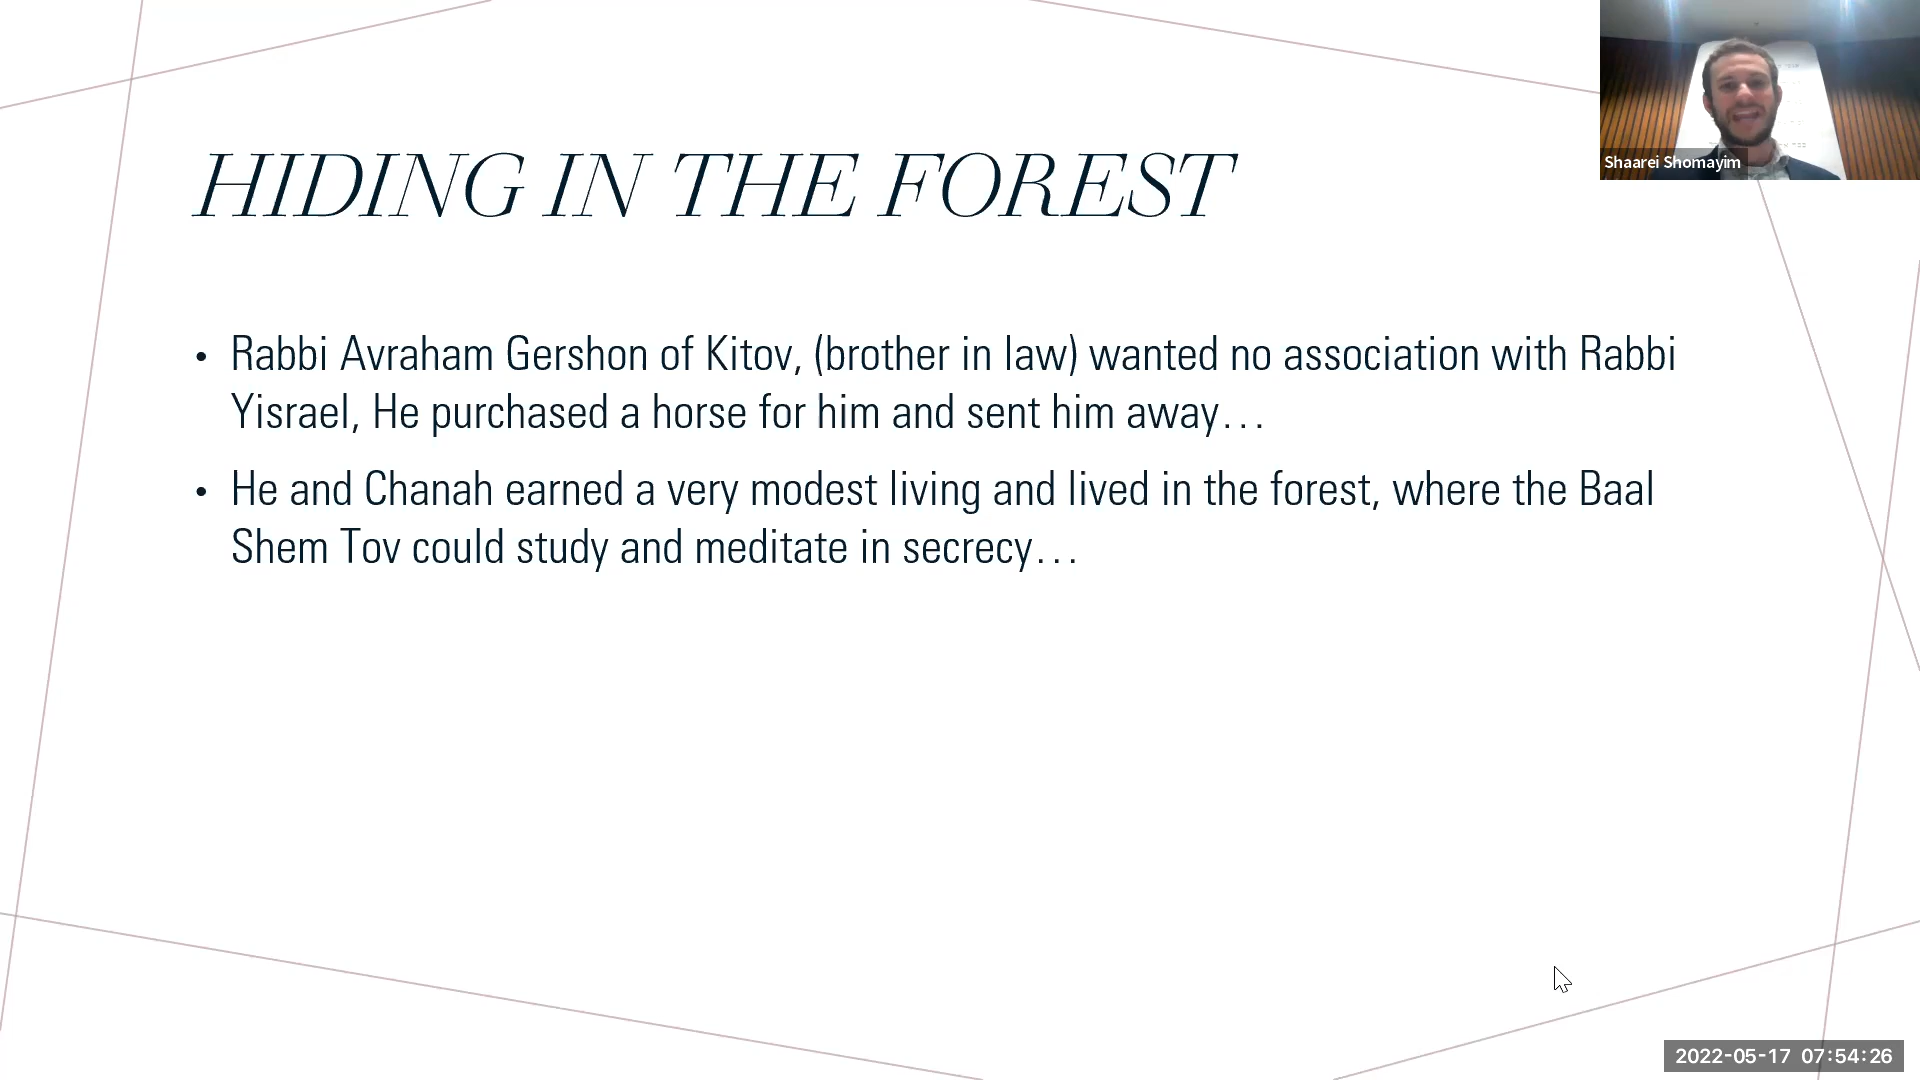 Shaarei Shomayim
HIDING IN THE FOREST
• Rabbi Avraham Gershon of Kitov, (brother in law) wanted no association with Rabbi
Yisrael, He purchased a horse for him and sent him away…
• He and Chanah earned a very modest living and lived in the forest, where the Baal
Shem Tov could study and meditate in secrecy…
2022-05-17 07:54:26